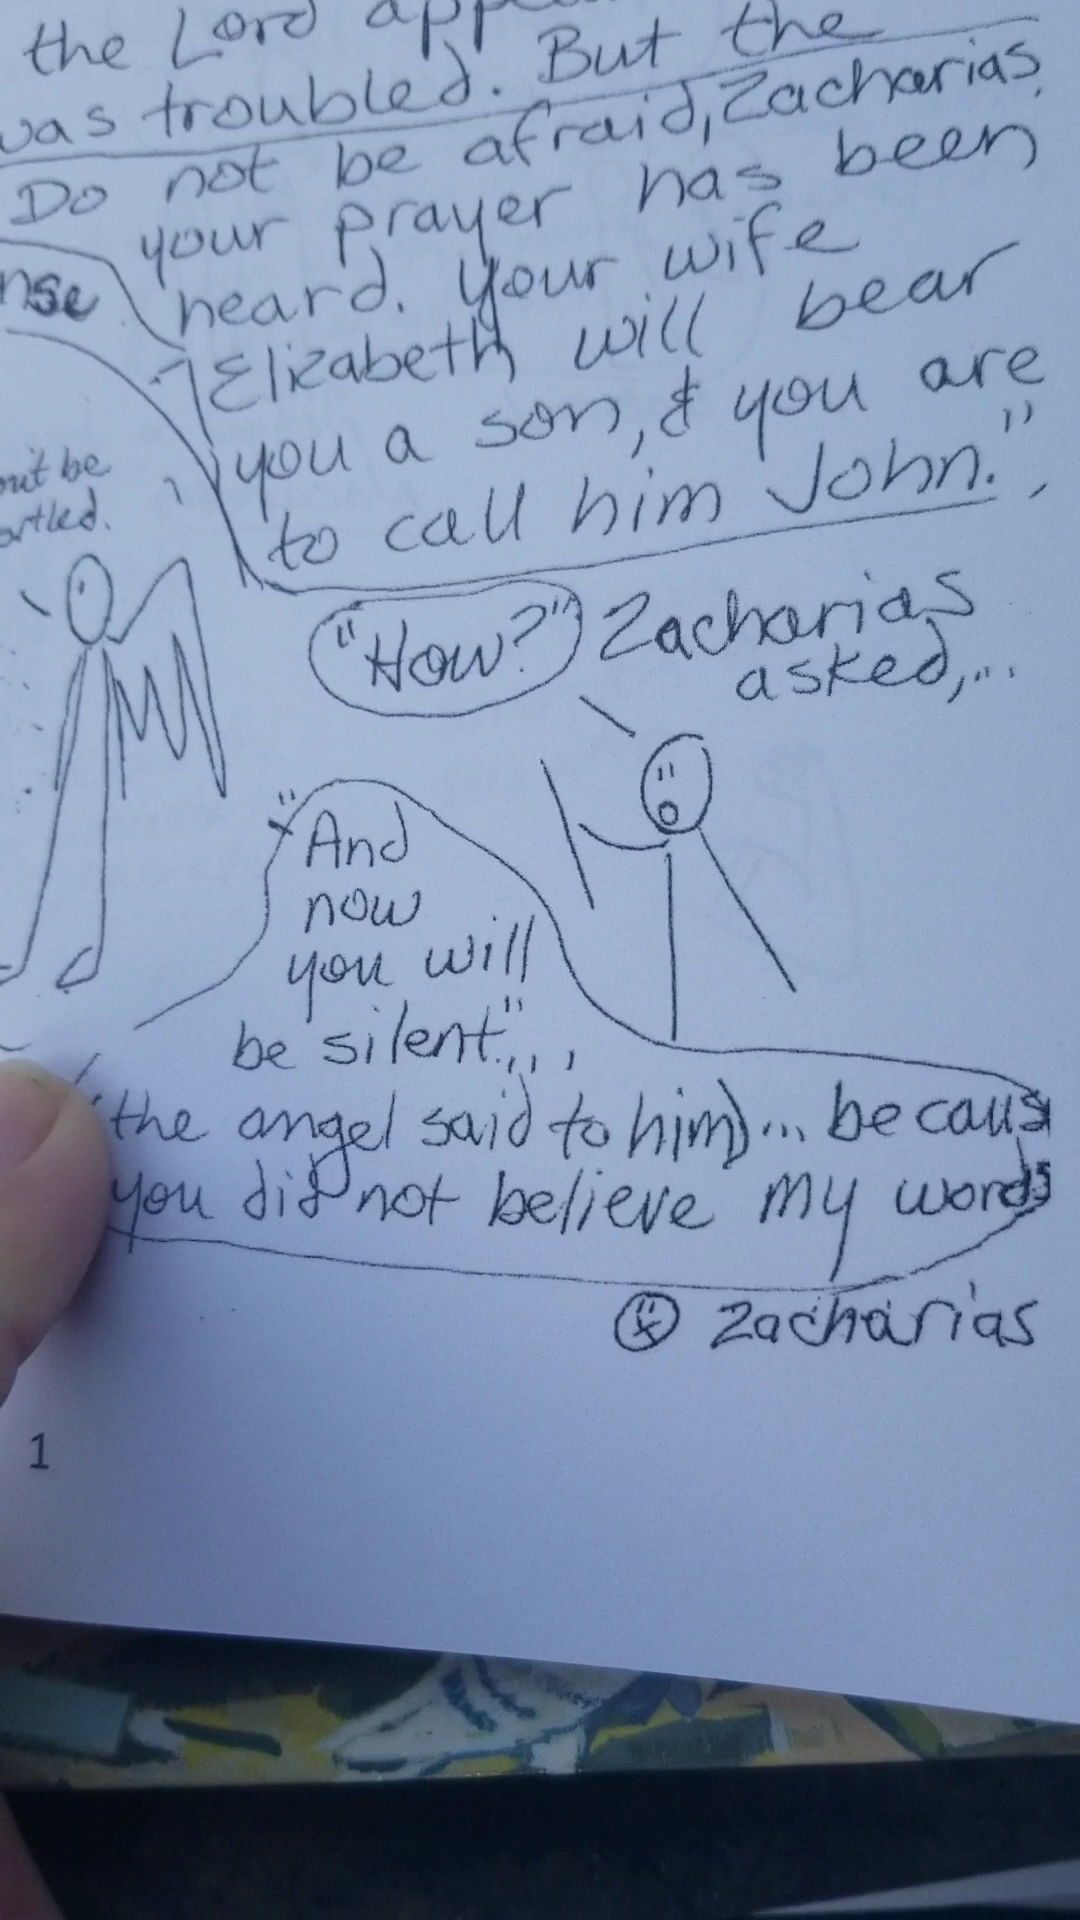 the Lord
was troubled. But the
Do not be afraid, Zacharias,
your prayer has been
heard. Your wife
Elizabeth will bear
you a son, & you are
to call him John."
"How?" Zacharias
asked,...
"And
now
you will
be silent"...
(the angel said to him)... becaus
you did not believe my words
Zacharias
1